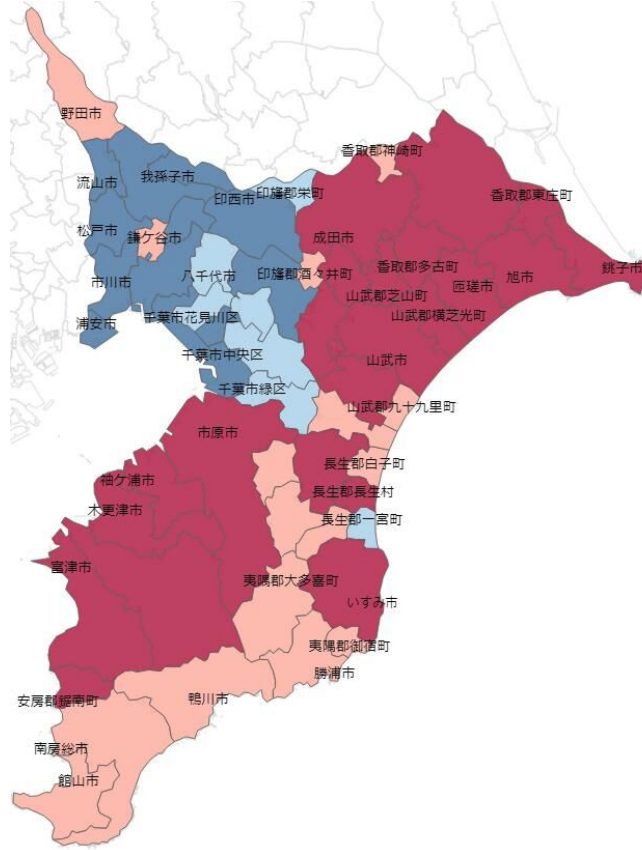 野田市
香取郡神崎町
流山市
我孫子市
印西市
印旛郡栄町
香取郡東庄町
松戸市
鎌ケ谷市
成田市
市川市
八千代市
印旛郡酒々井町
香取郡多古町
旭市
銚子市
匝瑳市
山武郡芝山町
浦安市
千葉市花見川区
山武郡横芝光町
千葉市中央区
山武市
千葉市緑区
山武郡九十九里町
市原市
長生郡白子町
袖ケ浦市
長生郡長生村
木更津市
長生郡一宮町
富津市
夷隅郡大多喜町
いすみ市
夷隅郡御宿町
勝浦市
安房郡鋸南町
鴨川市
南房総市
館山市